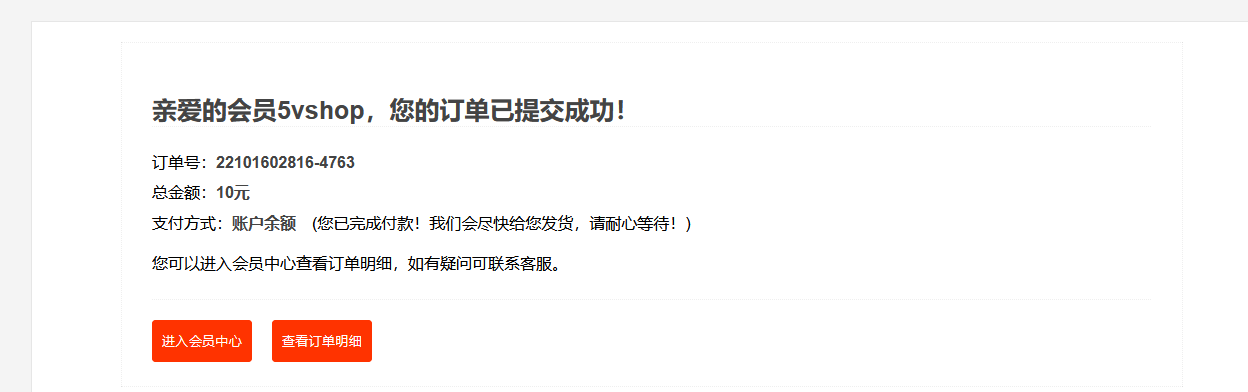 亲爱的会员5vshop，您的订单已提交成功！
订单号：22101602816-4763
总金额：10元
支付方式：账户余额 （您已完成付款！我们会尽快给您发货，请耐心等待！）
您可以进入会员中心查看订单明细，如有疑问可联系客服。
进入会员中心 查看订单明细